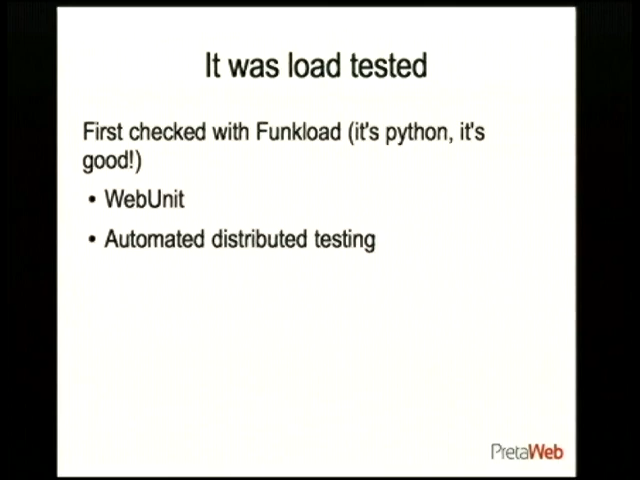 It was load tested
First checked with Funkload (it's python, it's
good!)
• WebUnit
• Automated distributed testing
PretaWeb